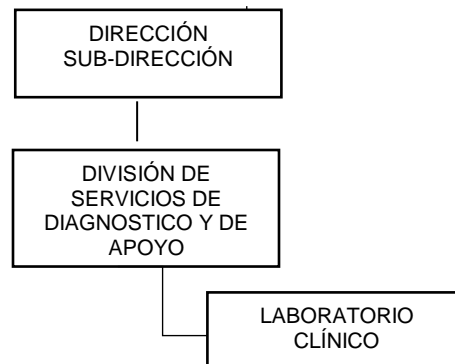 DIRECCIÓN
SUB-DIRECCIÓN
DIVISIÓN DE
SERVICIOS DE
DIAGNOSTICO Y DE
APOYO
LABORATORIO
CLÍNICO